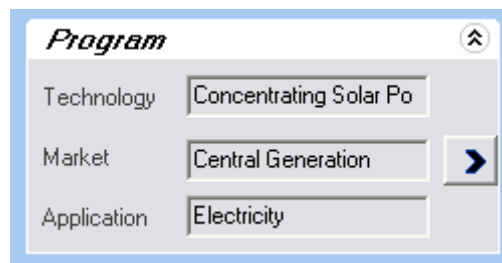 Program
Technology Concentrating Solar Po
Market Central Generation
Application Electricity